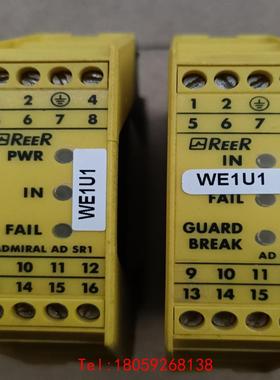 2 4
6 7 8
REER
PWR
IN
WE1U1
FAIL
ADMIRAL AD SR1
10 11 12
14 15 16
1 2
5 6 7
REER
IN
WE1U1
FAIL
GUARD
BREAK
AD
9 10 11
13 14 15
Tel:18059268138